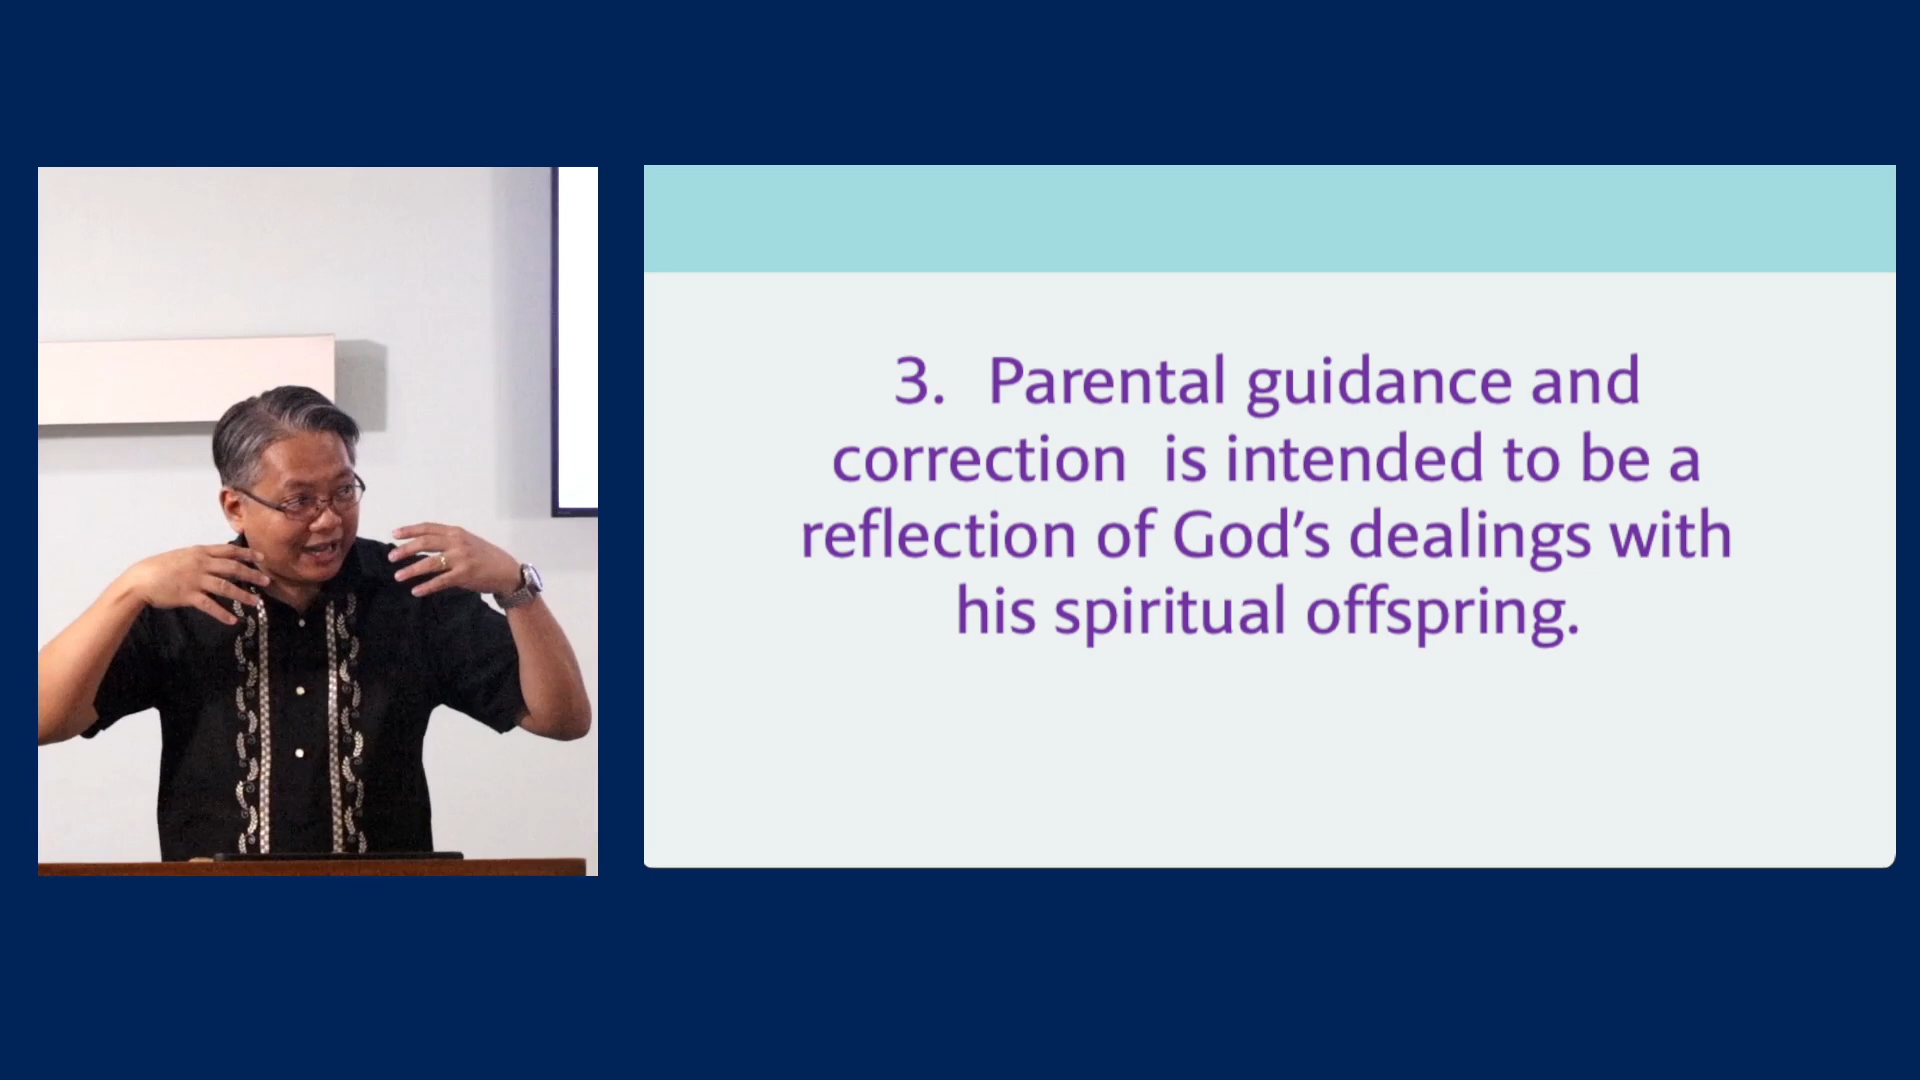 3. Parental guidance and
correction is intended to be a
reflection of God’s dealings with
his spiritual offspring.